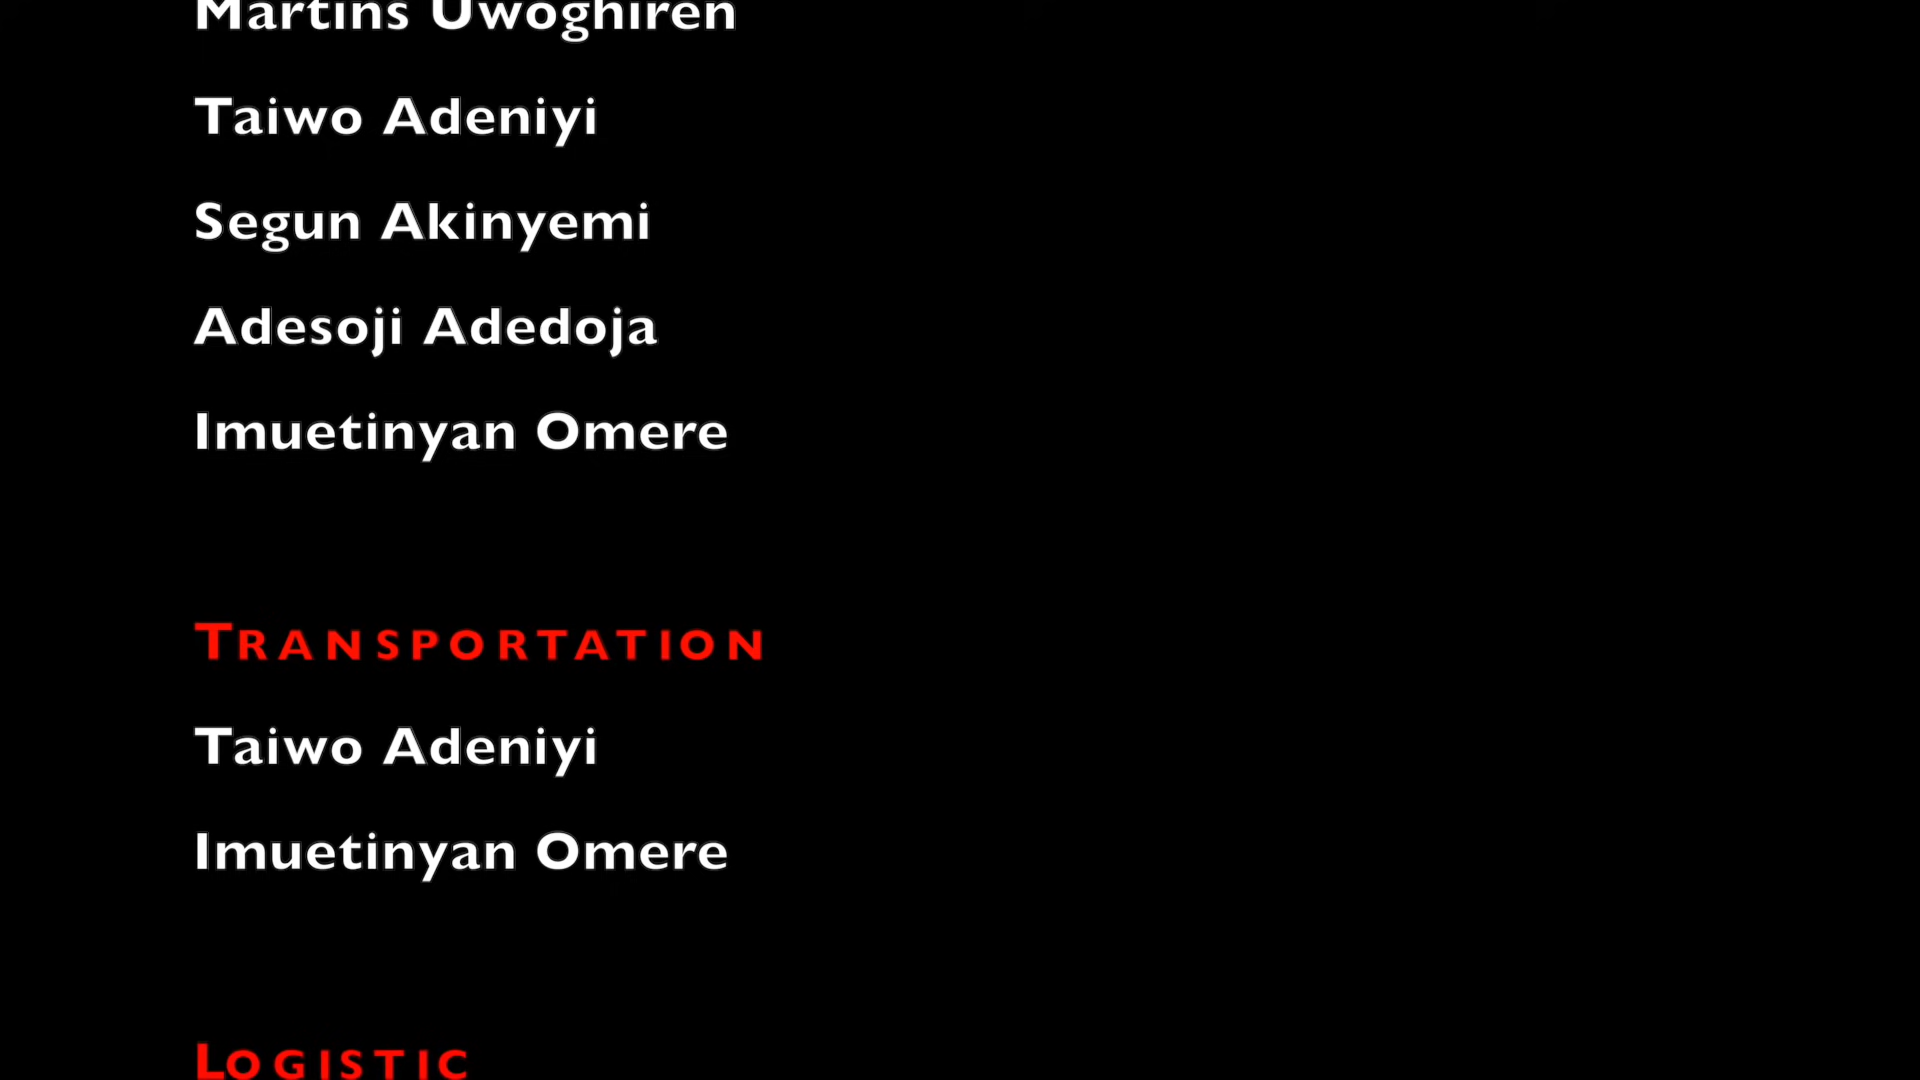 Martins Uwoghiren
Taiwo Adeniyi
Segun Akinyemi
Adesoji Adedoja
Imuetinyan Omere
TRANSPORTATION
Taiwo Adeniyi
Imuetinyan Omere
LOGISTIC